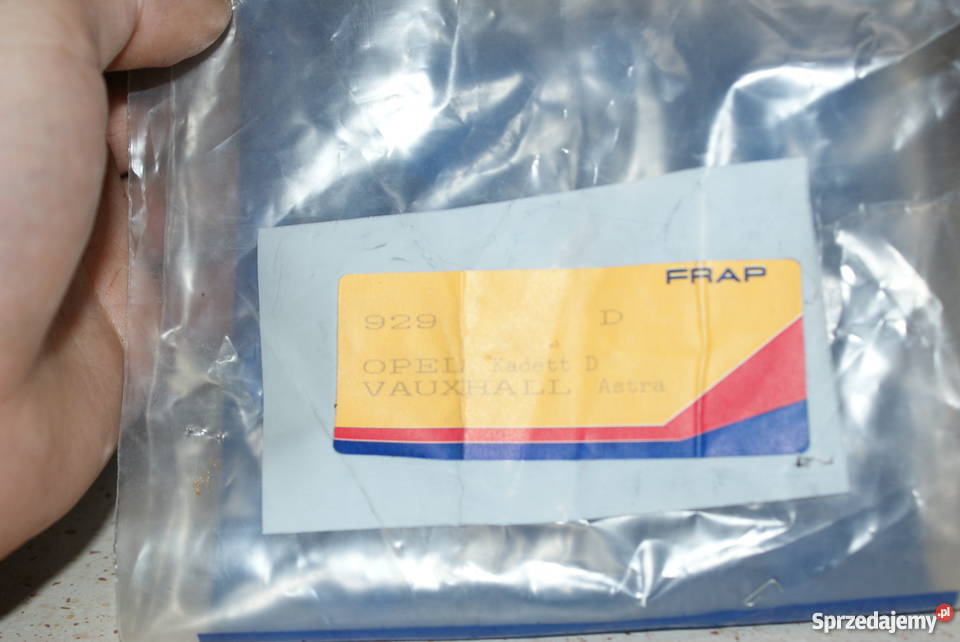 FRAP
929 D
OPEL Kadett D
VAUXHALL Astra
Sprzedajemy.pl